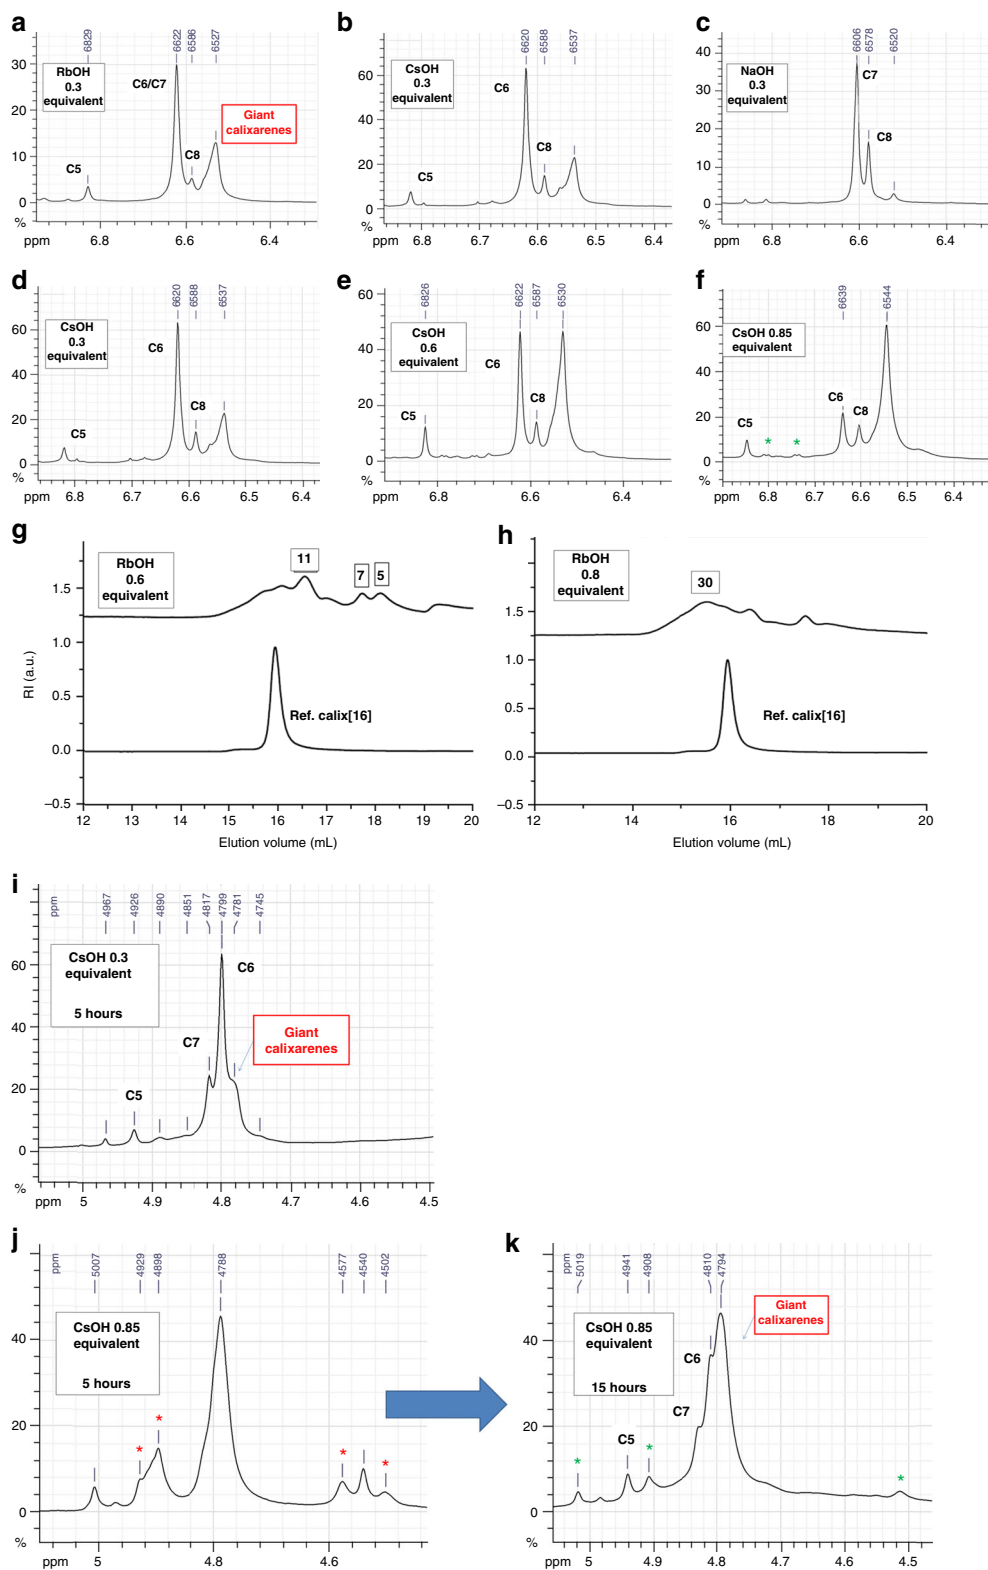 a
6829
6622
6586
6527
30
20
10
0
%
RbOH
0.3
equivalent
C6/C7
Giant
calixarenes
C5
C8
ppm
6.8
6.6
6.4
b
6620
6588
6537
60
40
20
0
%
CsOH
0.3
equivalent
C6
C8
C5
ppm
6.8
6.7
6.6
6.5
6.4
c
6606
6578
6520
40
30
20
10
0
%
NaOH
0.3
equivalent
C7
C8
ppm
6.8
6.6
6.4
d
6620
6588
6537
60
40
20
0
%
CsOH
0.3
equivalent
C6
C8
C5
ppm
6.8
6.6
6.4
e
6826
6622
6587
6530
60
40
20
0
%
CsOH
0.6
equivalent
C6
C8
C5
ppm
6.8
6.6
6.4
f
6639
6544
60
40
20
0
%
CsOH 0.85
equivalent
C6
C8
C5
*
*
ppm
6.8
6.7
6.6
6.5
6.4
g
RbOH
0.6
equivalent
11
7
5
1.5
1.0
0.5
0.0
–0.5
RI (a.u.)
Ref. calix[16]
12 13 14 15 16 17 18 19 20
Elution volume (mL)
h
RbOH
0.8
equivalent
30
1.5
1.0
0.5
0.0
–0.5
Ref. calix[16]
12 14 16 18 20
Elution volume (mL)
i
ppm
4967
4926
4890
4851
4817
4799
4781
4745
60
40
20
0
%
CsOH 0.3
equivalent
5 hours
C6
Giant
calixarenes
C7
C5
ppm
5
4.9
4.8
4.7
4.6
4.5
j
ppm
5007
4929
4898
4788
4577
4540
4502
40
20
0
%
CsOH 0.85
equivalent
5 hours
*
*
*
*
ppm
5
4.8
4.6
k
ppm
5019
4941
4908
4810
4794
40
20
0
%
CsOH 0.85
equivalent
15 hours
Giant
calixarenes
C6
C7
C5
*
*
*
ppm
5
4.9
4.8
4.7
4.6
4.5